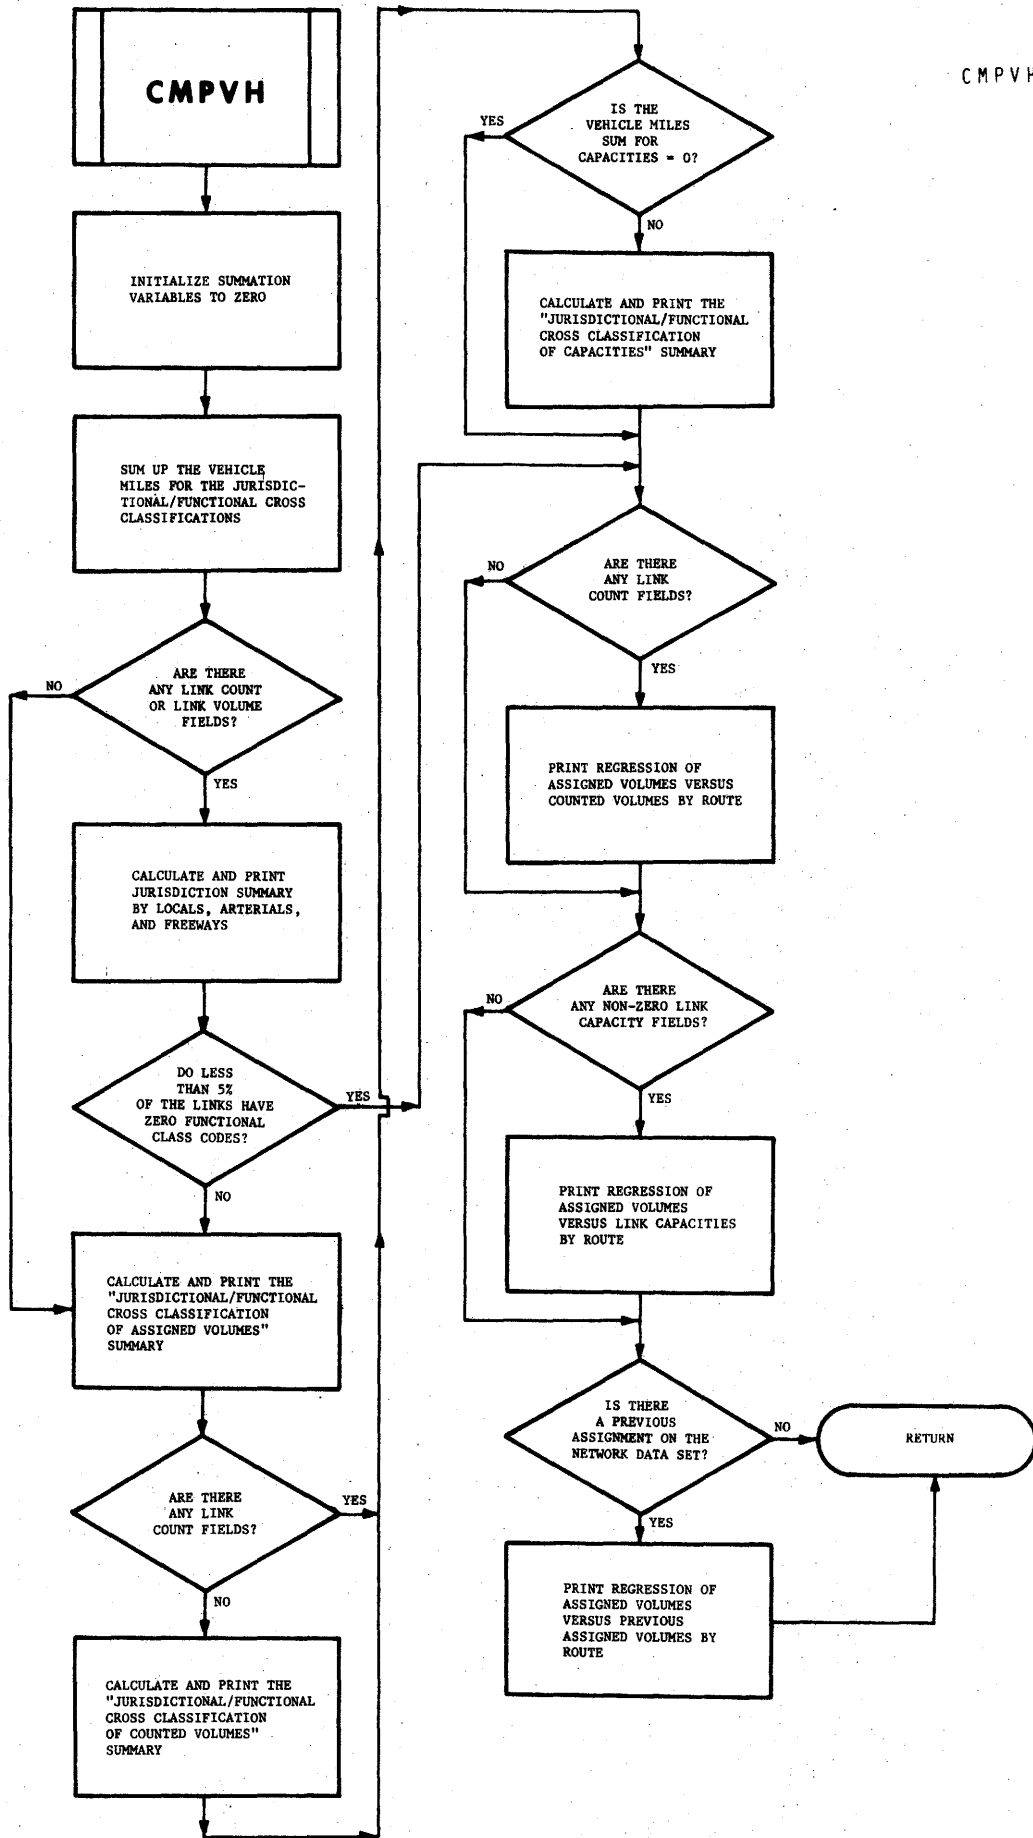 CMPVH
INITIALIZE SUMMATION
VARIABLES TO ZERO
SUM UP THE VEHICLE
MILES FOR THE JURISDIC-
TIONAL/FUNCTIONAL CROSS
CLASSIFICATIONS
ARE THERE
ANY LINK COUNT
OR LINK VOLUME
FIELDS?
NO
YES
CALCULATE AND PRINT
JURISDICTION SUMMARY
BY LOCALS, ARTERIALS,
AND FREEWAYS
DO LESS
THAN 5%
OF THE LINKS HAVE
ZERO FUNCTIONAL
CLASS CODES?
YES
NO
CALCULATE AND PRINT THE
"JURISDICTIONAL/FUNCTIONAL
CROSS CLASSIFICATION
OF ASSIGNED VOLUMES"
SUMMARY
ARE THERE
ANY LINK
COUNT FIELDS?
YES
NO
CALCULATE AND PRINT THE
"JURISDICTIONAL/FUNCTIONAL
CROSS CLASSIFICATION
OF COUNTED VOLUMES"
SUMMARY
CMPVH
IS THE
VEHICLE MILES
SUM FOR
CAPACITIES = 0?
YES
NO
CALCULATE AND PRINT THE
"JURISDICTIONAL/FUNCTIONAL
CROSS CLASSIFICATION
OF CAPACITIES" SUMMARY
ARE THERE
ANY LINK
COUNT FIELDS?
NO
YES
PRINT REGRESSION OF
ASSIGNED VOLUMES VERSUS
COUNTED VOLUMES BY ROUTE
ARE THERE
ANY NON-ZERO LINK
CAPACITY FIELDS?
NO
YES
PRINT REGRESSION OF
ASSIGNED VOLUMES
VERSUS LINK CAPACITIES
BY ROUTE
IS THERE
A PREVIOUS
ASSIGNMENT ON THE
NETWORK DATA SET?
NO
YES
RETURN
PRINT REGRESSION OF
ASSIGNED VOLUMES
VERSUS PREVIOUS
ASSIGNED VOLUMES BY
ROUTE